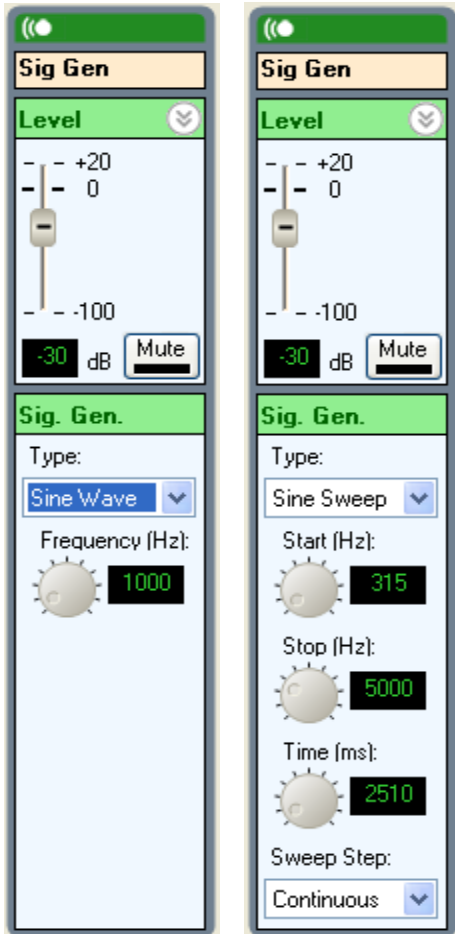 Sig Gen
Level
+20
0
-100
-30 dB Mute
Sig. Gen.
Type:
Sine Wave
Frequency (Hz):
1000
Sig Gen
Level
+20
0
-100
-30 dB Mute
Sig. Gen.
Type:
Sine Sweep
Start (Hz):
315
Stop (Hz):
5000
Time (ms):
2510
Sweep Step:
Continuous